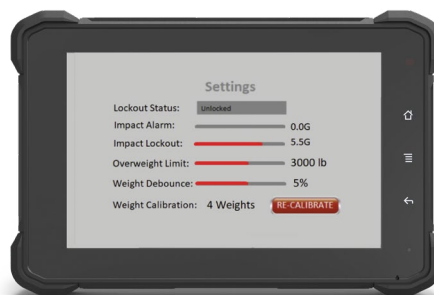 Settings
Lockout Status: Unlocked
Impact Alarm: 0.0G
Impact Lockout: 5.5G
Overweight Limit: 3000 lb
Weight Debounce: 5%
Weight Calibration: 4 Weights RE-CALIBRATE